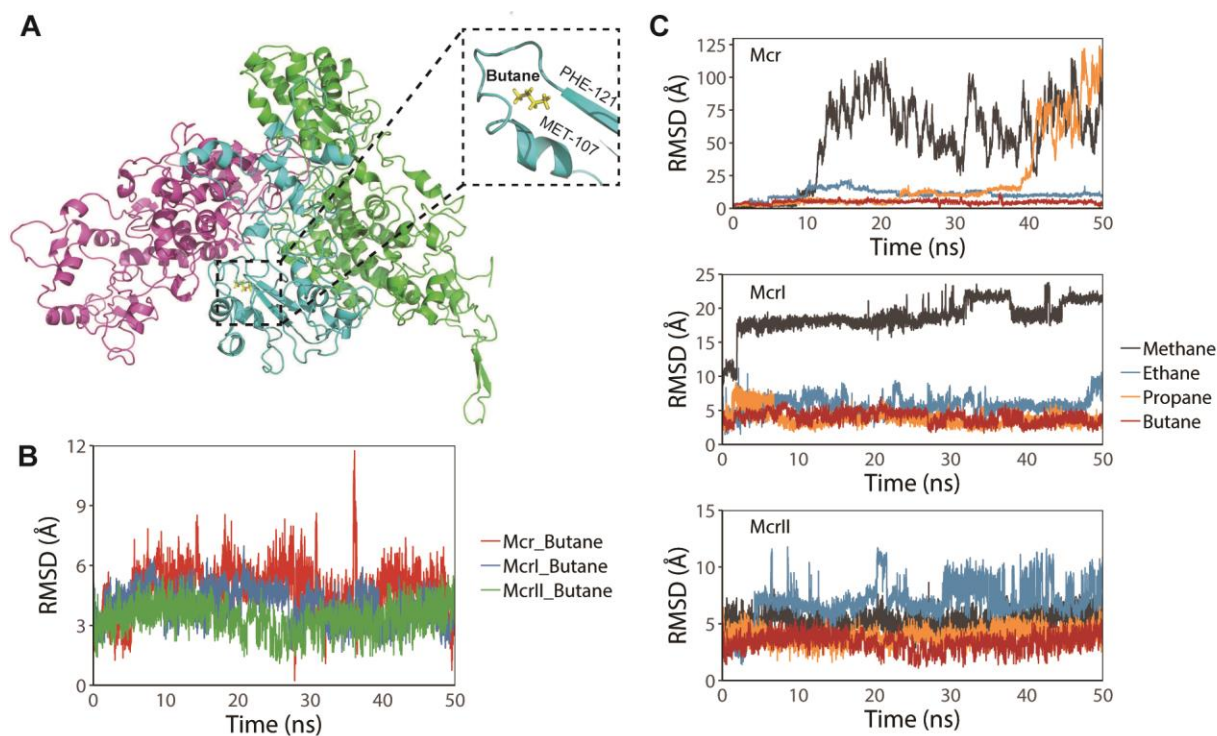 A
Butane
PHE-121
MET-107
B
RMSD (Å)
12
9
6
3
0
0 10 20 30 40 50
Time (ns)
Mcr_Butane
McrI_Butane
McrII_Butane
C
Mcr
RMSD (Å)
125
100
75
50
25
0
0 10 20 30 40 50
Time (ns)
McrI
RMSD (Å)
25
20
15
10
5
0
0 10 20 30 40 50
Time (ns)
Methane
Ethane
Propane
Butane
McrII
RMSD (Å)
15
10
5
0
0 10 20 30 40 50
Time (ns)